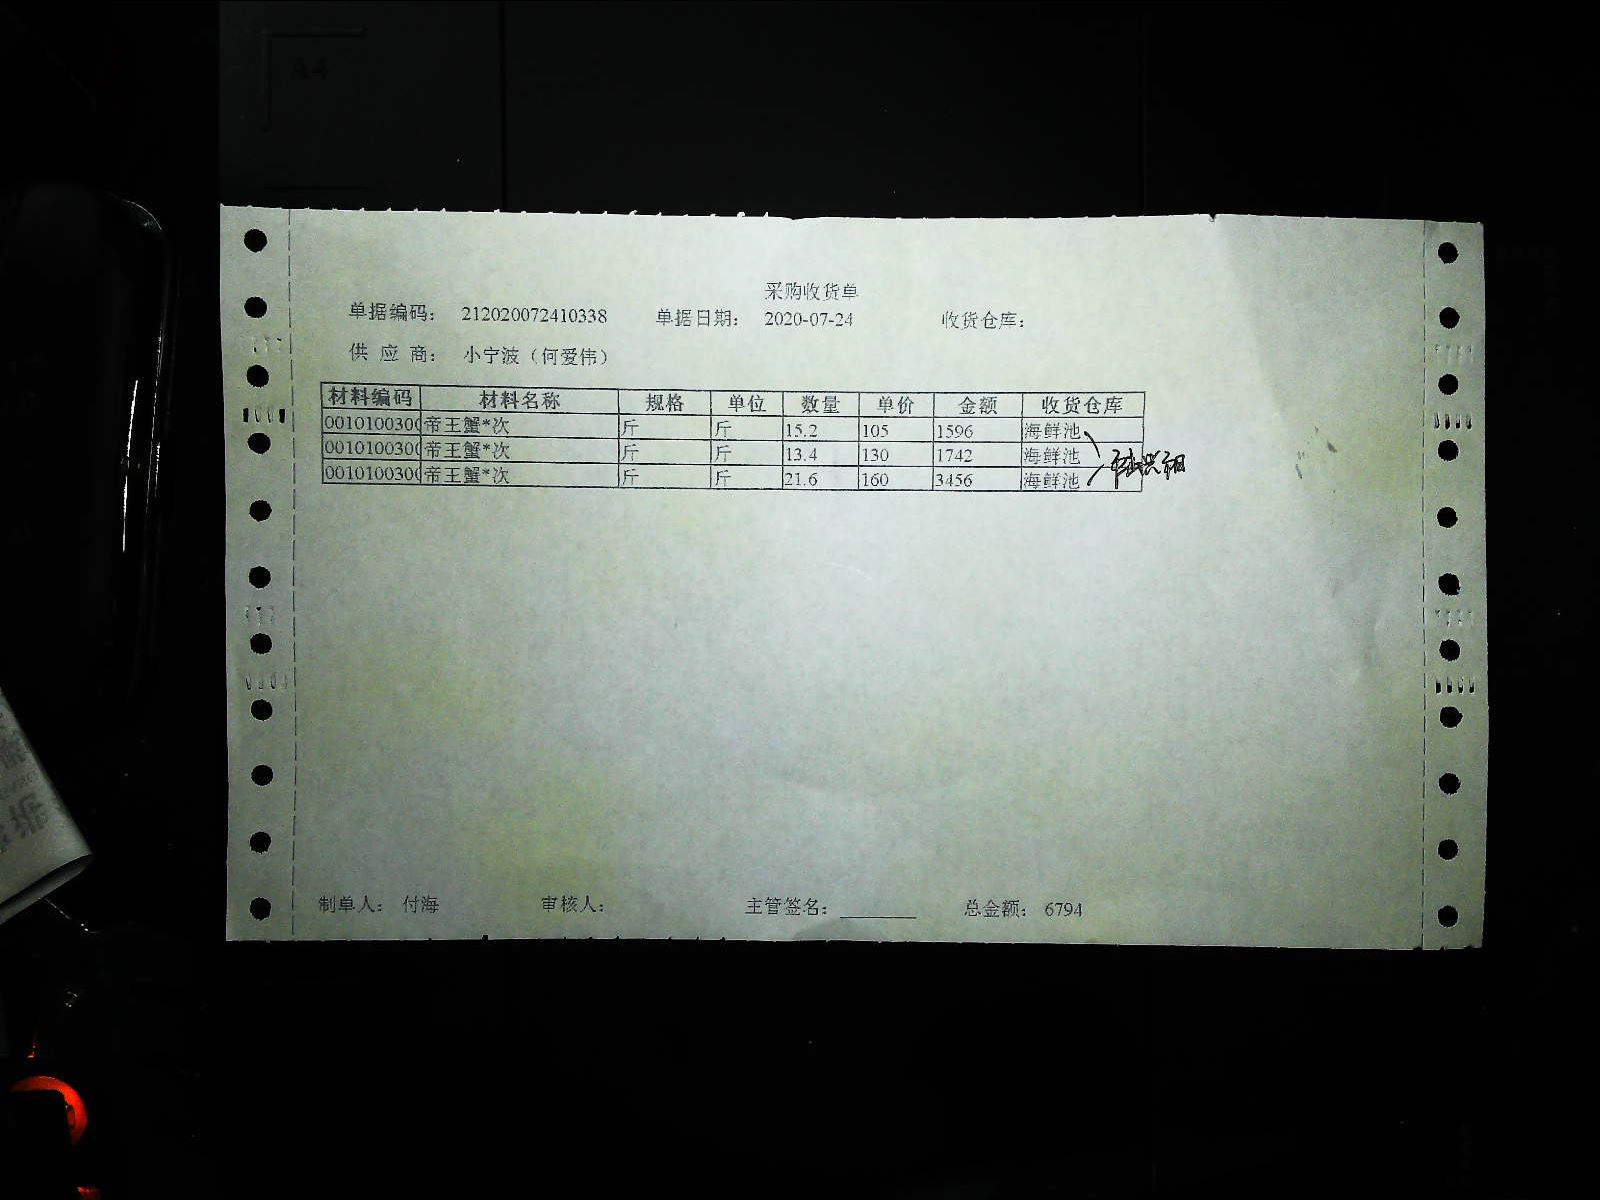 A4
采购收货单
单据编码: 212020072410338 单据日期: 2020-07-24 收货仓库:
供应商: 小宁波(何爱伟)
材料编码 材料名称 规格 单位 数量 单价 金额 收货仓库
0010100300 帝王蟹*次 斤 斤 15.2 105 1596 海鲜池
0010100300 帝王蟹*次 斤 斤 13.4 130 1742 海鲜池
0010100300 帝王蟹*次 斤 斤 21.6 160 3456 海鲜池
制单人: 付海 审核人: 主管签名: 总金额: 6794